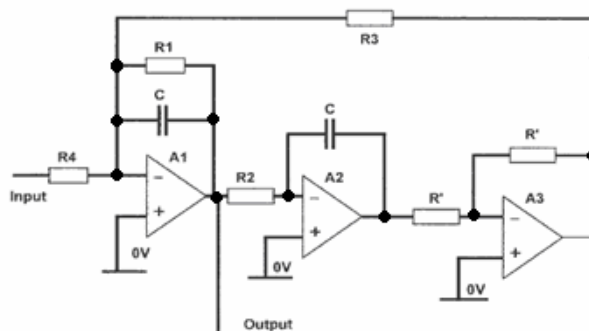 R3
R1
C
C
R'
R4
A1
R2
A2
R'
A3
Input
−
+
−
+
−
+
0V
0V
0V
Output